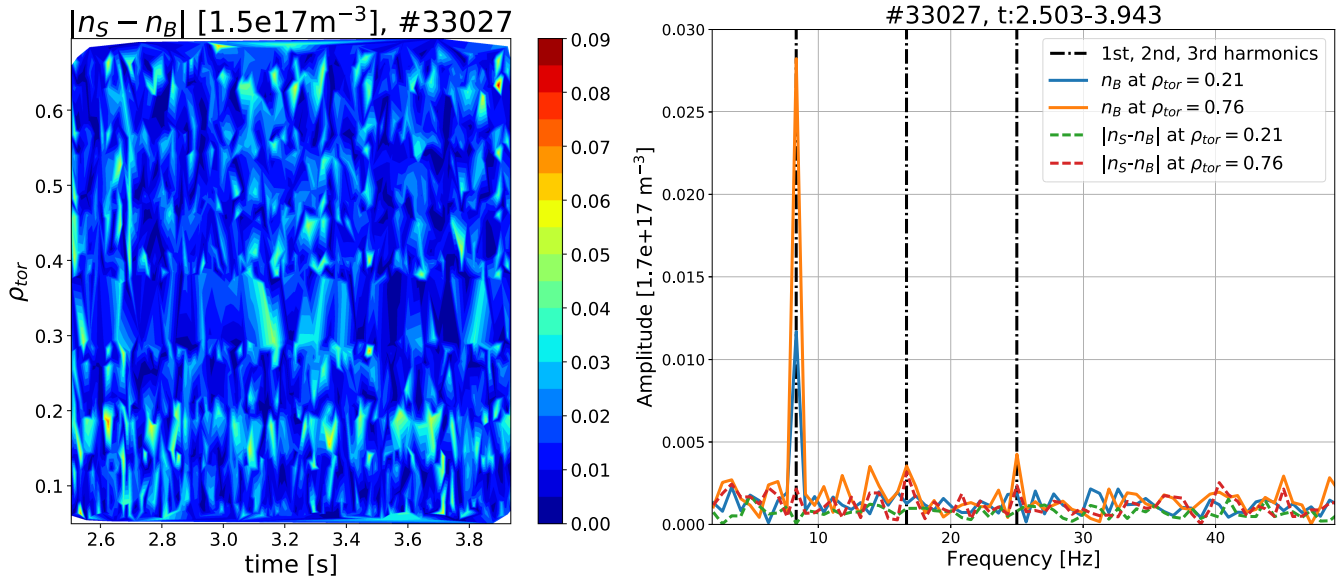 |n_S − n_B| [1.5e17m⁻³], #33027
0.6
0.5
0.4
0.3
0.2
0.1
ρ_tor
2.6 2.8 3.0 3.2 3.4 3.6 3.8
time [s]
0.09
0.08
0.07
0.06
0.05
0.04
0.03
0.02
0.01
0.00
#33027, t:2.503-3.943
0.030
0.025
0.020
0.015
0.010
0.005
0.000
Amplitude [1.7e+17 m⁻³]
1st, 2nd, 3rd harmonics
n_B at ρ_tor = 0.21
n_B at ρ_tor = 0.76
|n_S-n_B| at ρ_tor = 0.21
|n_S-n_B| at ρ_tor = 0.76
10 20 30 40
Frequency [Hz]